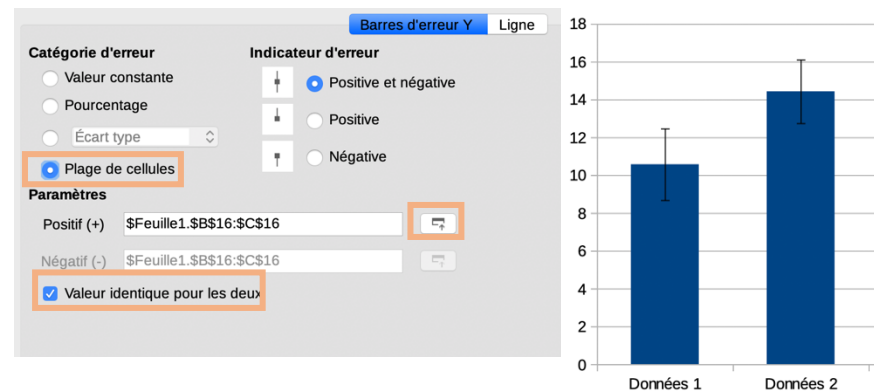 Barres d'erreur Y Ligne
Catégorie d'erreur Indicateur d'erreur
Valeur constante
Positive et négative
Pourcentage
Positive
Écart type
Négative
Plage de cellules
Paramètres
Positif (+) $Feuille1.$B$16:$C$16
Négatif (-) $Feuille1.$B$16:$C$16
Valeur identique pour les deux
18
16
14
12
10
8
6
4
2
0
Données 1 Données 2